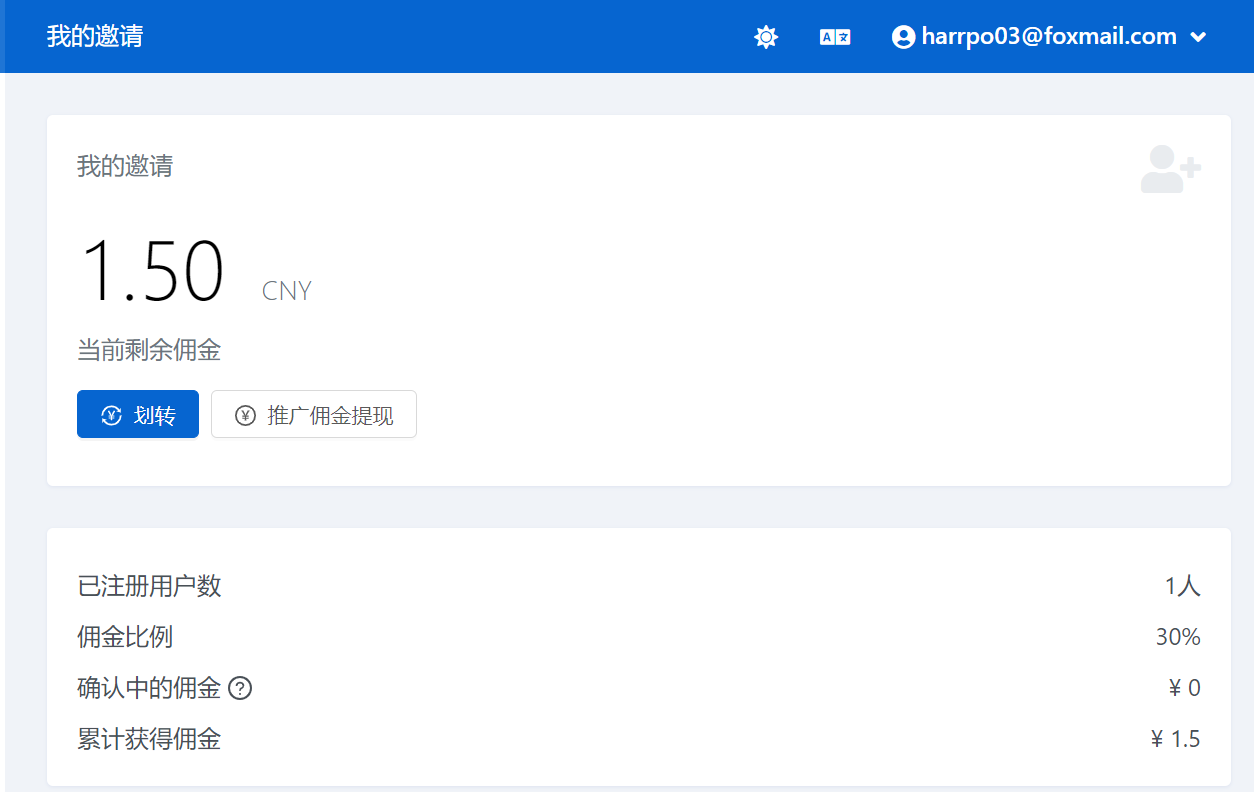 我的邀请
A 文 harrpo03@foxmail.com
我的邀请
1.50 CNY
当前剩余佣金
¥ 划转 ¥ 推广佣金提现
已注册用户数 1人
佣金比例 30%
确认中的佣金 ? ¥ 0
累计获得佣金 ¥ 1.5